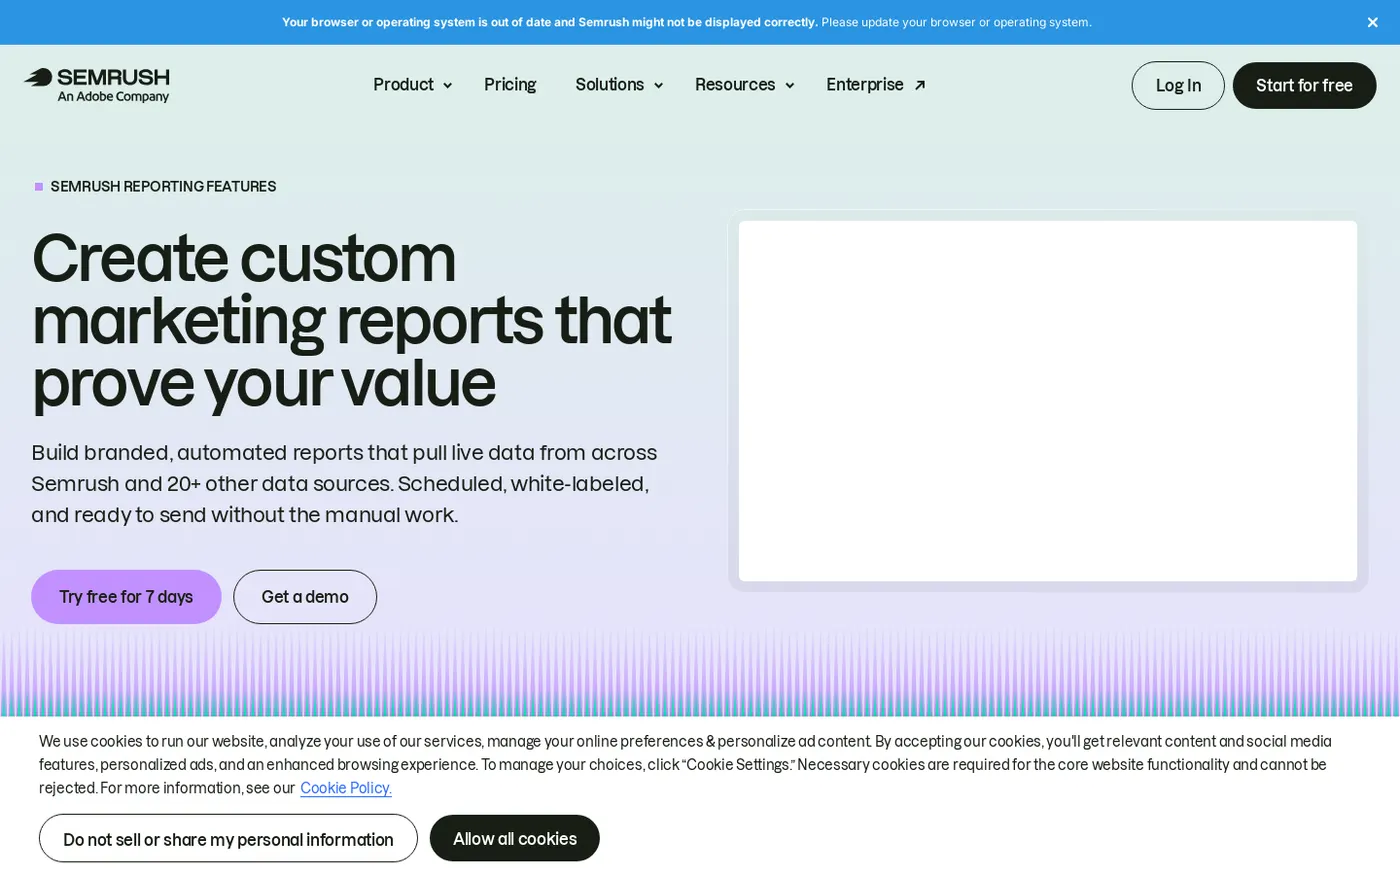 Your browser or operating system is out of date and Semrush might not be displayed correctly. Please update your browser or operating system.
SEMRUSH
An Adobe Company
Product
Pricing
Solutions
Resources
Enterprise
Log In
Start for free
SEMRUSH REPORTING FEATURES
Create custom
marketing reports that
prove your value
Build branded, automated reports that pull live data from across
Semrush and 20+ other data sources. Scheduled, white-labeled,
and ready to send without the manual work.
Try free for 7 days
Get a demo
We use cookies to run our website, analyze your use of our services, manage your online preferences & personalize ad content. By accepting our cookies, you'll get relevant content and social media
features, personalized ads, and an enhanced browsing experience. To manage your choices, click “Cookie Settings.” Necessary cookies are required for the core website functionality and cannot be
rejected. For more information, see our Cookie Policy.
Do not sell or share my personal information
Allow all cookies